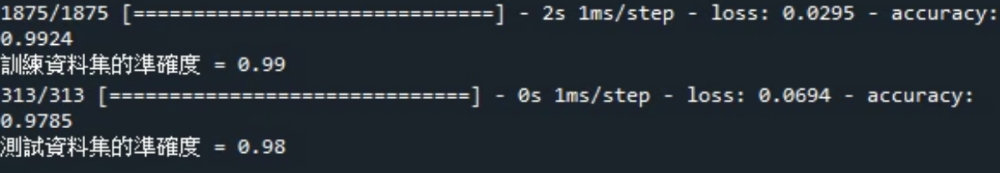 1875/1875 [==============================] - 2s 1ms/step - loss: 0.0295 - accuracy:
0.9924
訓練資料集的準確度 = 0.99
313/313 [==============================] - 0s 1ms/step - loss: 0.0694 - accuracy:
0.9785
測試資料集的準確度 = 0.98